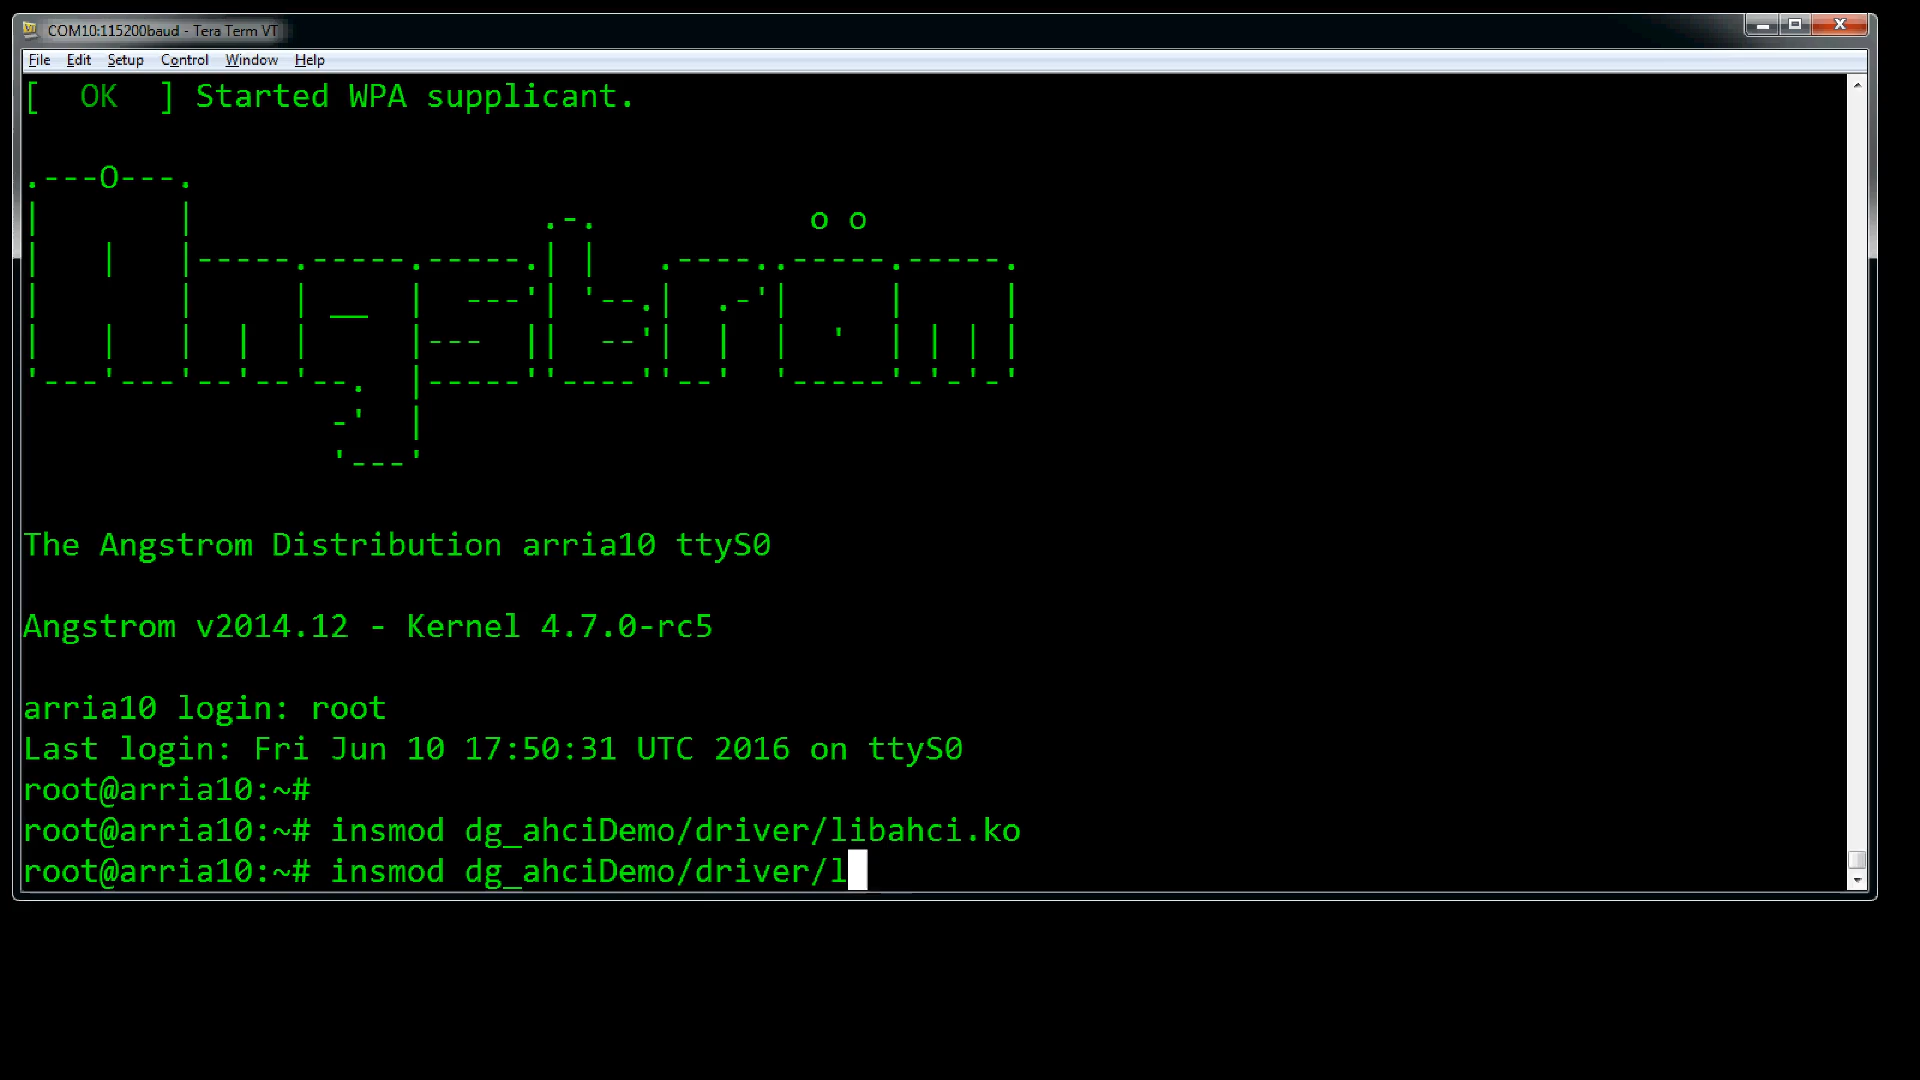 COM10:115200baud - Tera Term VT
File Edit Setup Control Window Help
[  OK  ] Started WPA supplicant.
.---O---.
|       |                  .-.           o o
|   |   |-----.-----.-----.| |   .----..-----.-----.
|       |     | __  |  ---'| '--.|  .-'|     |     |
|   |   |  |  |     |---  ||  --'|  |  |  '  | | | |
'---'---'--'--'--.  |-----''----''--'  '-----'-'-'-'
                -'  |
                '---'
The Angstrom Distribution arria10 ttyS0
Angstrom v2014.12 - Kernel 4.7.0-rc5
arria10 login: root
Last login: Fri Jun 10 17:50:31 UTC 2016 on ttyS0
root@arria10:~#
root@arria10:~# insmod dg_ahciDemo/driver/libahci.ko
root@arria10:~# insmod dg_ahciDemo/driver/l